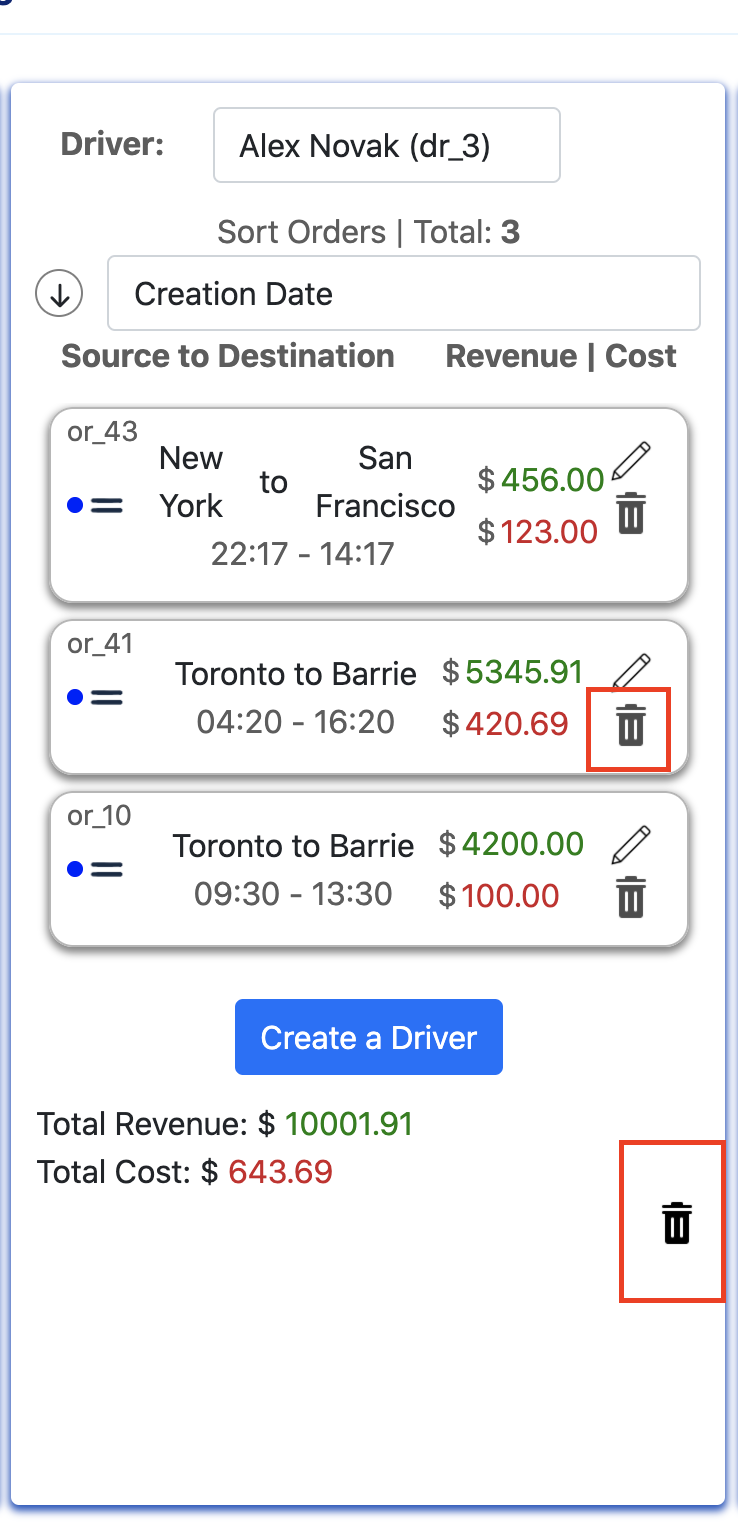 Driver: Alex Novak (dr_3)
Sort Orders | Total: 3
Creation Date
Source to Destination Revenue | Cost
or_43
New York to San Francisco
$ 456.00
$ 123.00
22:17 - 14:17
or_41
Toronto to Barrie $ 5345.91
04:20 - 16:20 $ 420.69
or_10
Toronto to Barrie $ 4200.00
09:30 - 13:30 $ 100.00
Create a Driver
Total Revenue: $ 10001.91
Total Cost: $ 643.69